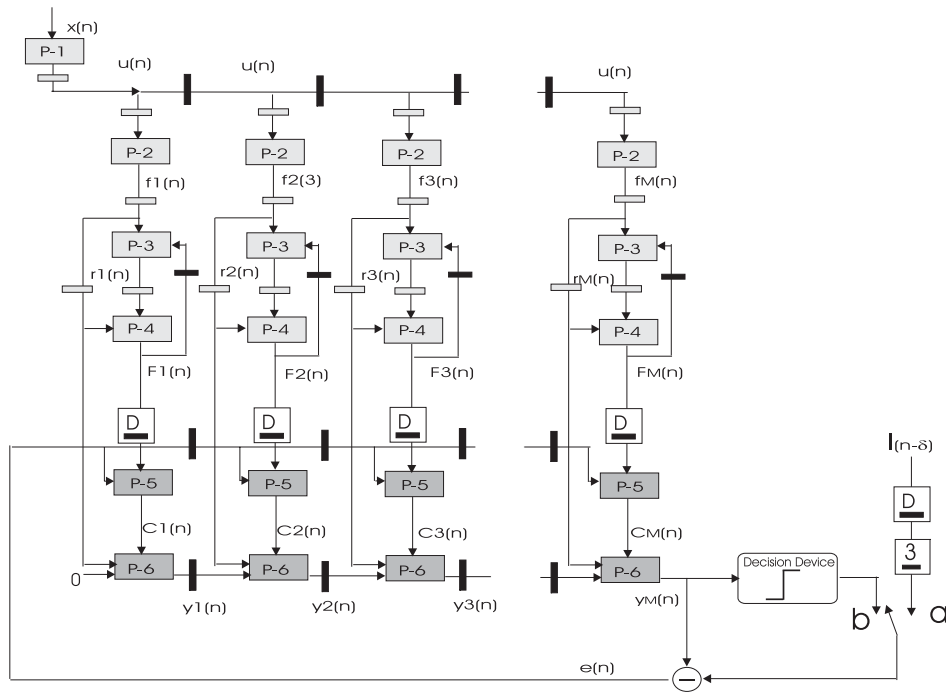 x(n)
P-1
u(n) u(n) u(n)
P-2 P-2 P-2 P-2
f1(n) f2(3) f3(n) fM(n)
P-3 P-3 P-3 P-3
r1(n) r2(n) r3(n) rM(n)
P-4 P-4 P-4 P-4
F1(n) F2(n) F3(n) FM(n)
D D D D
I(n-δ)
P-5 P-5 P-5 P-5
D
C1(n) C2(n) C3(n) CM(n)
3
P-6 P-6 P-6 P-6
Decision Device
0
y1(n) y2(n) y3(n) yM(n)
b a
e(n)